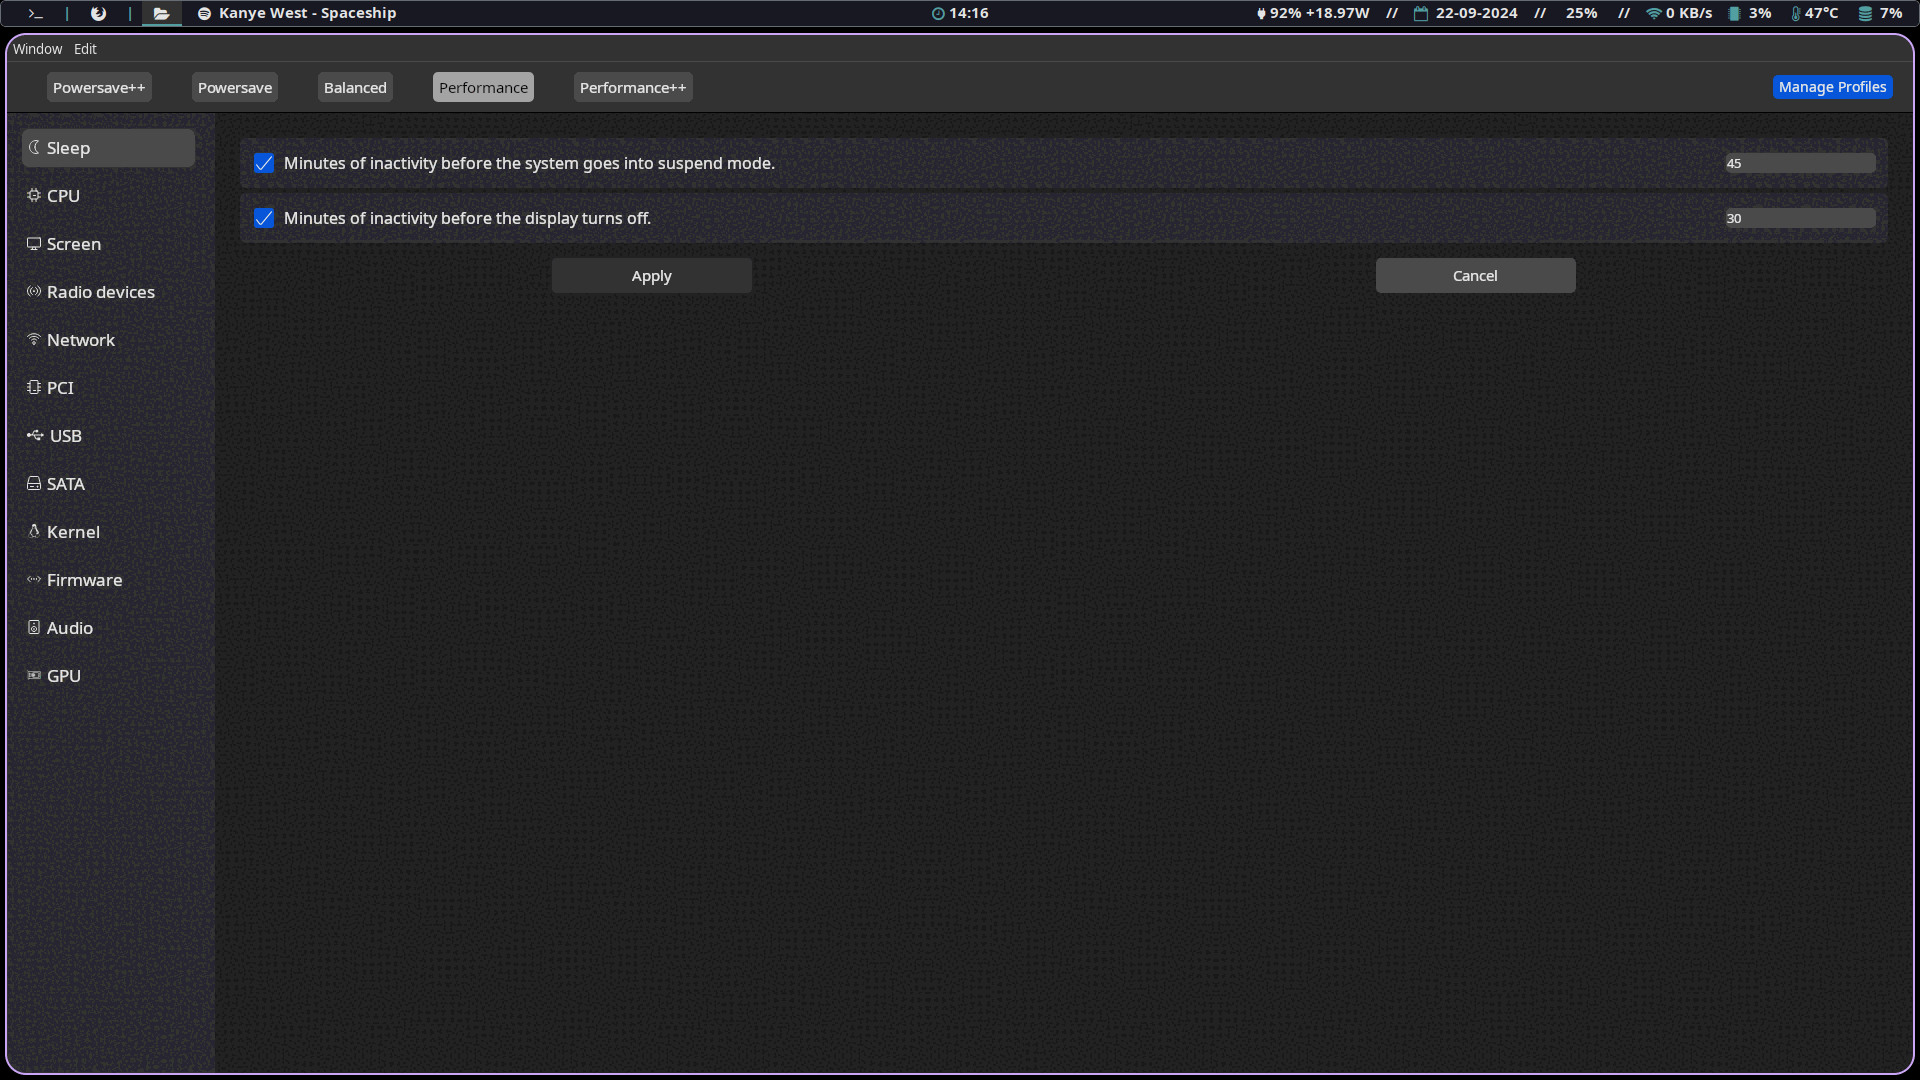 >_ | | Kanye West - Spaceship 14:16 92% +18.97W // 22-09-2024 // 25% // 0 KB/s 3% 47°C 7%
Window Edit
Powersave++ Powersave Balanced Performance Performance++ Manage Profiles
Sleep
CPU
Screen
Radio devices
Network
PCI
USB
SATA
Kernel
Firmware
Audio
GPU
Minutes of inactivity before the system goes into suspend mode. 45
Minutes of inactivity before the display turns off. 30
Apply Cancel